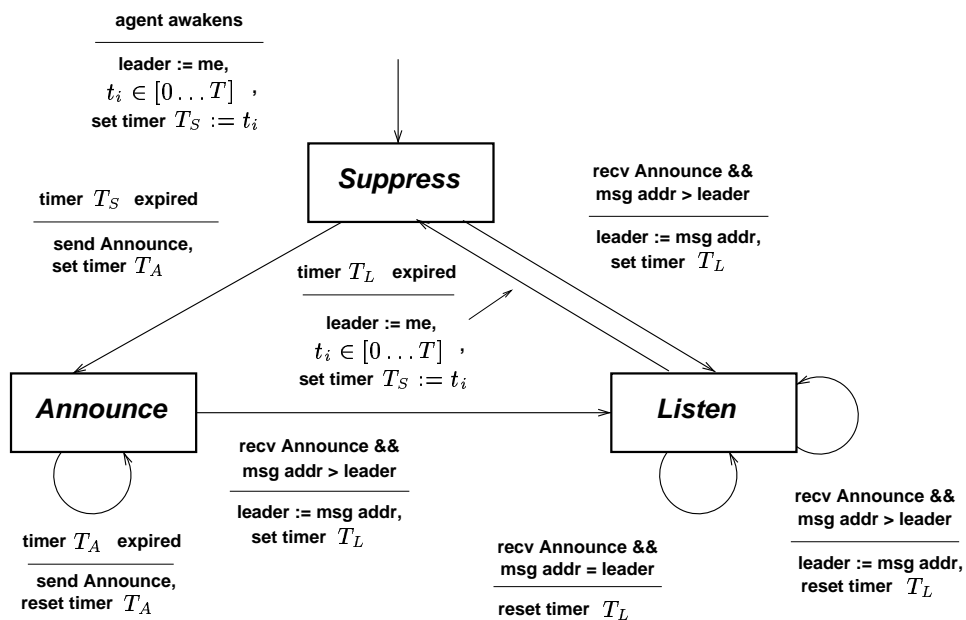 agent awakens
leader := me,
t_i ∈ [0 … T] ,
set timer T_S := t_i
Suppress
recv Announce &&
msg addr > leader
leader := msg addr,
set timer T_L
timer T_S expired
send Announce,
set timer T_A
timer T_L expired
leader := me,
t_i ∈ [0 … T] ,
set timer T_S := t_i
Announce
Listen
recv Announce &&
msg addr > leader
leader := msg addr,
set timer T_L
timer T_A expired
send Announce,
reset timer T_A
recv Announce &&
msg addr = leader
reset timer T_L
recv Announce &&
msg addr > leader
leader := msg addr,
reset timer T_L